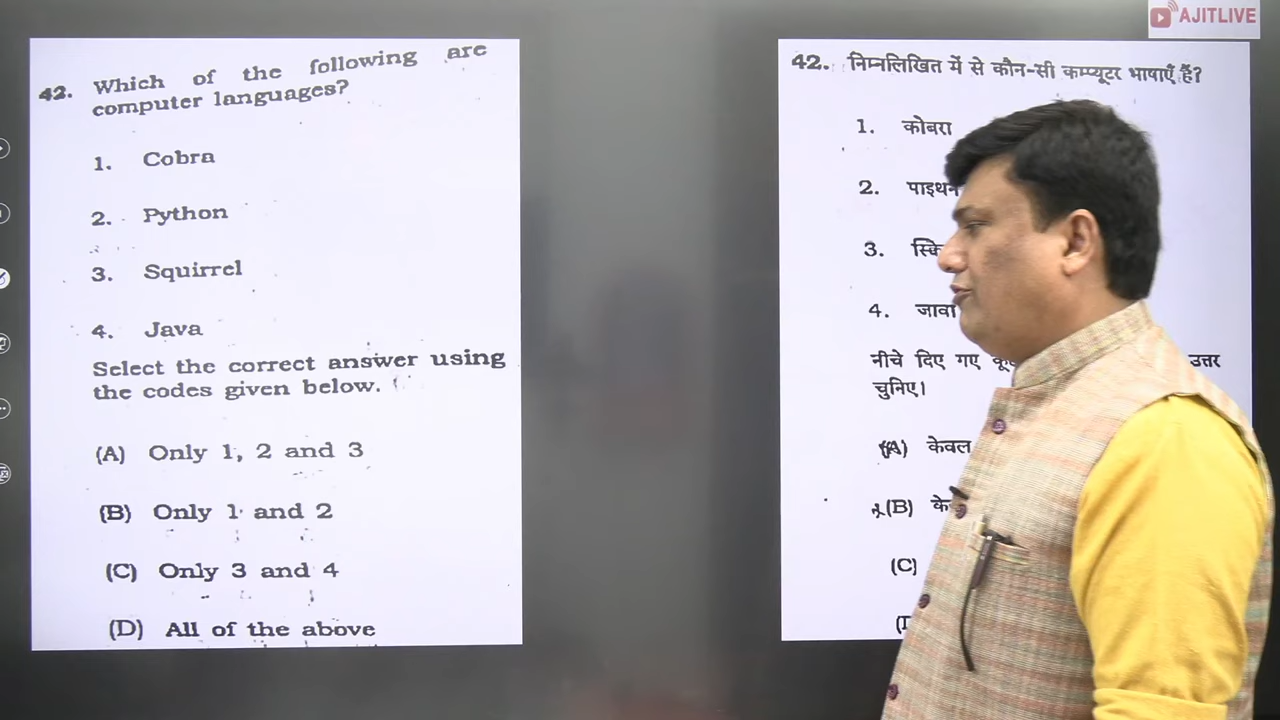 AJITLIVE
42. Which of the following are
computer languages?
1. Cobra
2. Python
3. Squirrel
4. Java
Select the correct answer using
the codes given below.
(A) Only 1, 2 and 3
(B) Only 1 and 2
(C) Only 3 and 4
(D) All of the above
42. निम्नलिखित में से कौन-सी कम्प्यूटर भाषाएँ हैं?
1. कोबरा
2. पाइथन
3.
4. जावा
नीचे दिए गए उत्तर
चुनिए।
(A) केवल
(B)
(C)